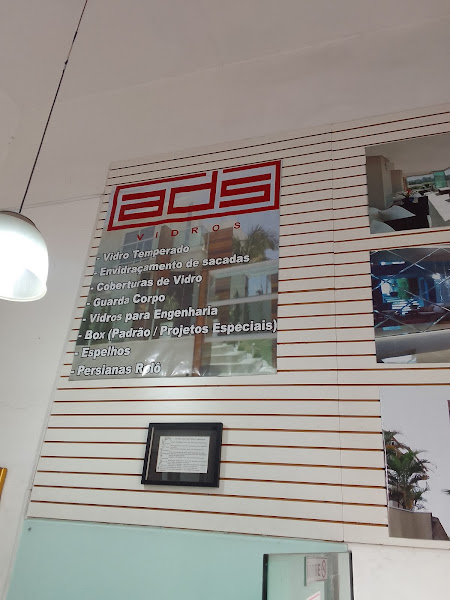 ads
VIDROS
- Vidro Temperado
- Envidraçamento de sacadas
- Coberturas de Vidro
- Guarda Corpo
- Vidros para Engenharia
- Box (Padrão / Projetos Especiais)
- Espelhos
- Persianas Rolô